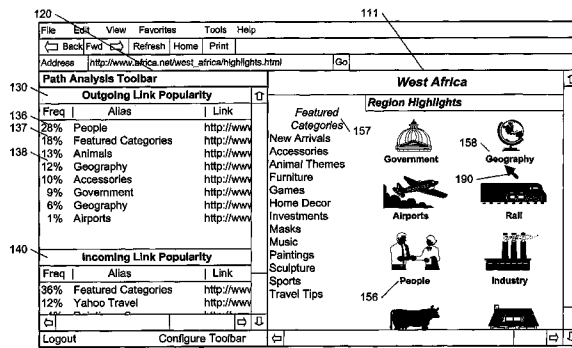 120
111
File Edit View Favorites Tools Help
Back Fwd Refresh Home Print
Address http://www.africa.net/west_africa/highlights.html Go
Path Analysis Toolbar
130
Outgoing Link Popularity
Freq | Alias | Link
136
137
138
28% People http://www
18% Featured Categories http://www
13% Animals http://www
12% Geography http://www
10% Accessories http://www
9% Government http://www
6% Geography http://www
1% Airports http://www
140
Incoming Link Popularity
Freq | Alias | Link
36% Featured Categories http://www
12% Yahoo Travel http://www
Logout Configure Toolbar
West Africa
Region Highlights
Featured
Categories
157
New Arrivals
Accessories
Animal Themes
Furniture
Games
Home Decor
Investments
Masks
Music
Paintings
Sculpture
Sports
Travel Tips
Government
158
Geography
190
Airports
Rail
People
Industry
156